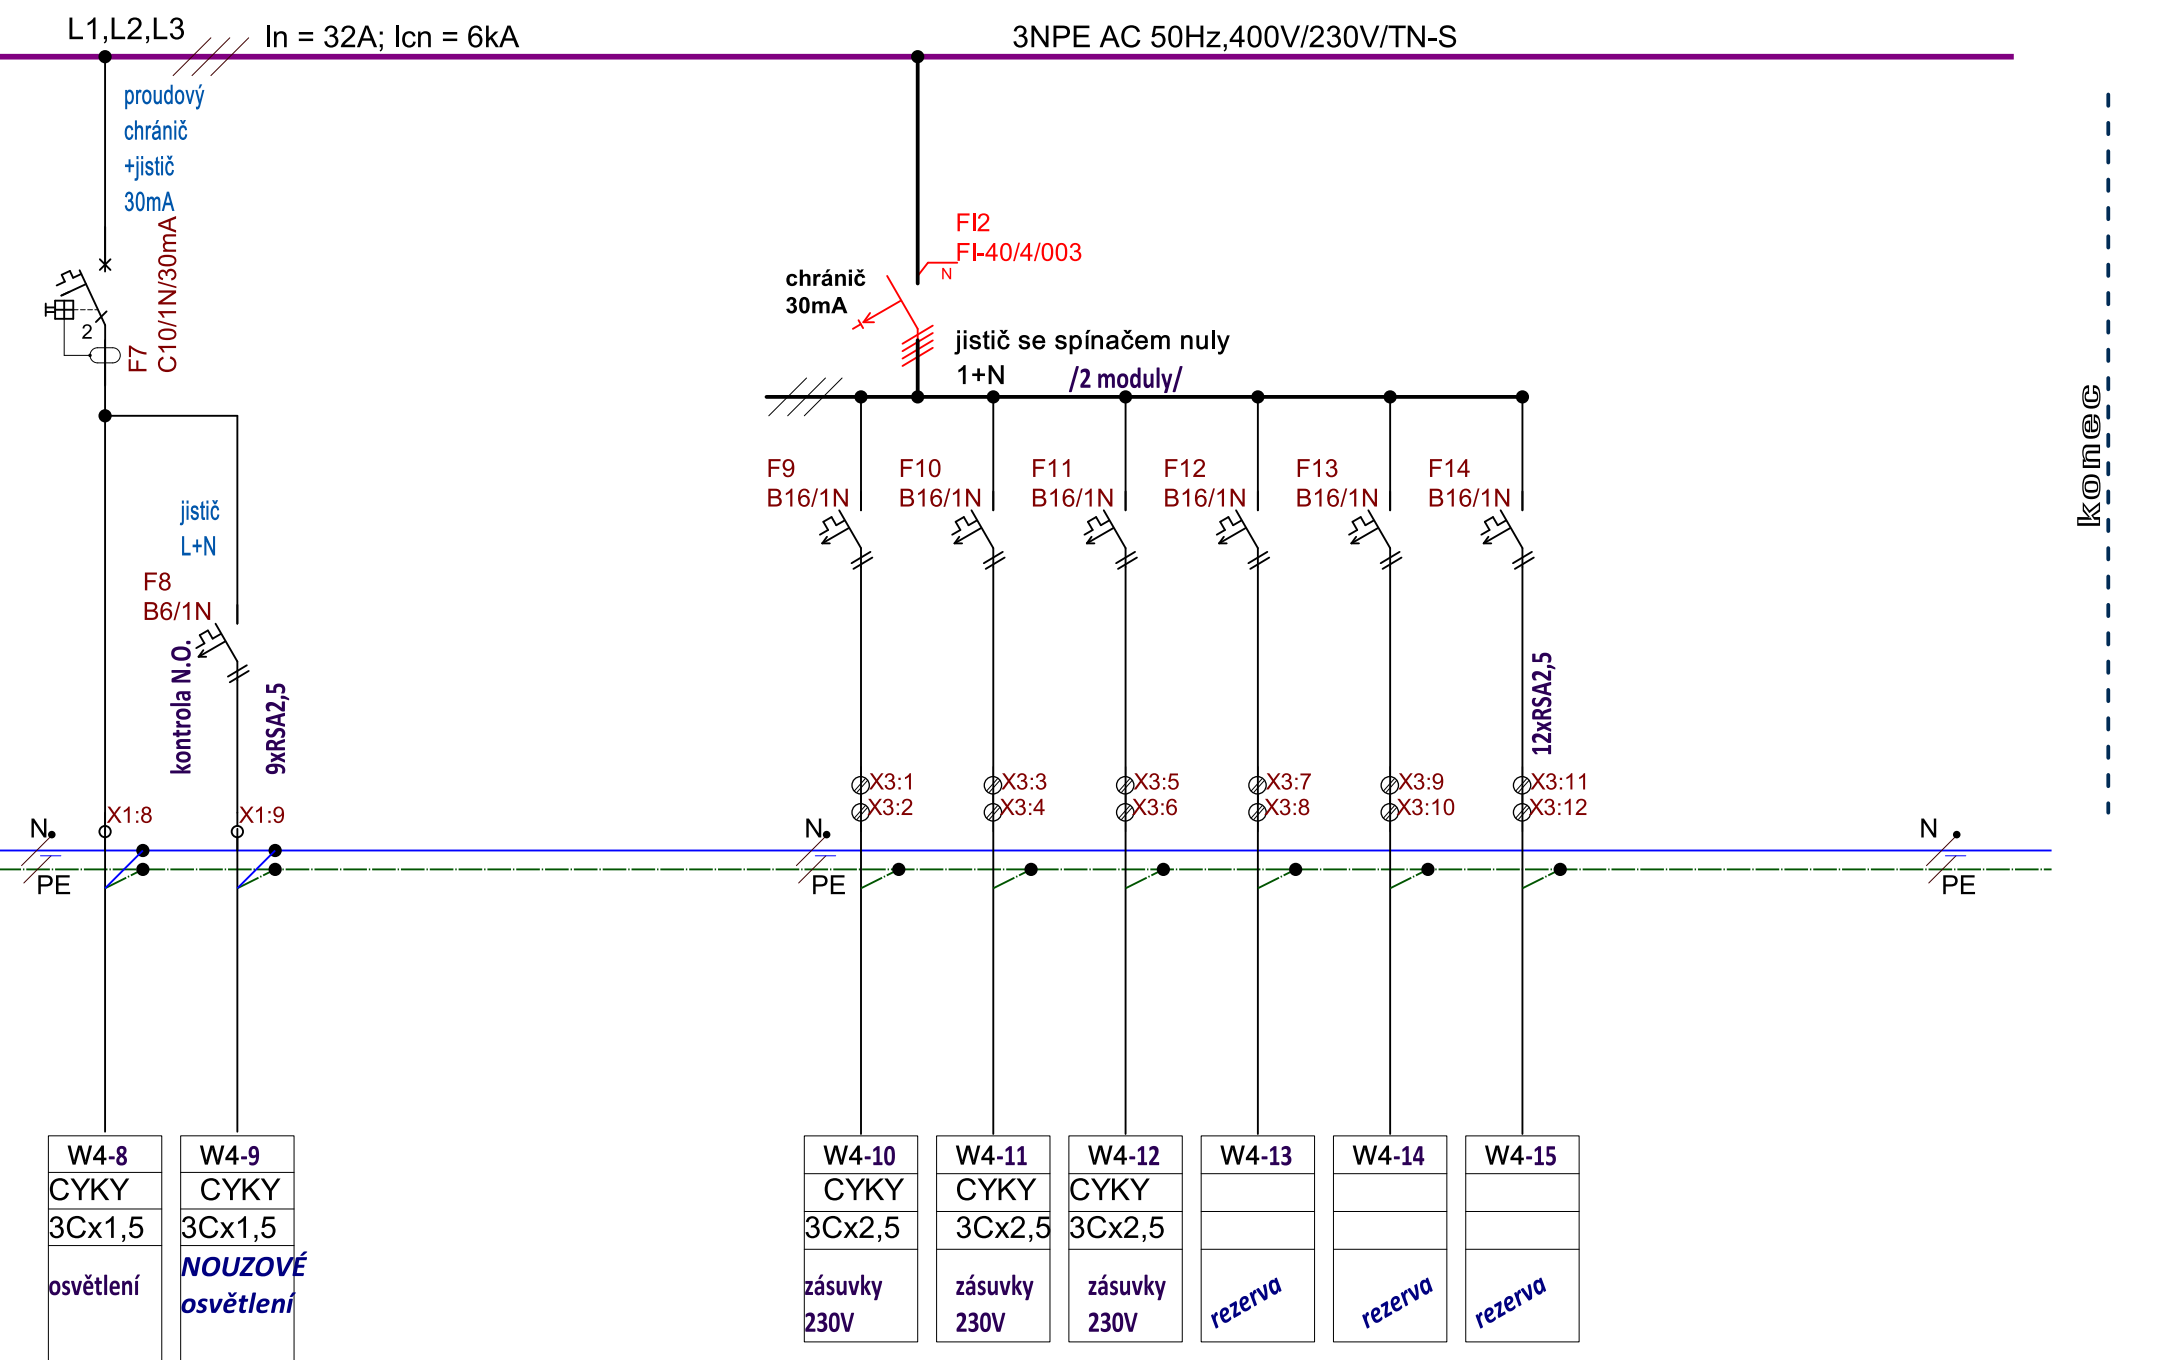 L1,L2,L3
In = 32A; Icn = 6kA
3NPE AC 50Hz,400V/230V/TN-S
proudový
chránič
+jistič
30mA
C10/1N/30mA
F7
2
FI2
FI-40/4/003
N
chránič
30mA
jistič se spínačem nuly
1+N
/2 moduly/
konec
F9
B16/1N
F10
B16/1N
F11
B16/1N
F12
B16/1N
F13
B16/1N
F14
B16/1N
jistič
L+N
F8
B6/1N
kontrola N.O.
9xRSA2,5
12xRSA2,5
X3:1
X3:2
X3:3
X3:4
X3:5
X3:6
X3:7
X3:8
X3:9
X3:10
X3:11
X3:12
X1:8
X1:9
N
PE
N
PE
N
PE
W4-8
CYKY
3Cx1,5
osvětlení
W4-9
CYKY
3Cx1,5
NOUZOVÉ
osvětlení
W4-10
CYKY
3Cx2,5
zásuvky
230V
W4-11
CYKY
3Cx2,5
zásuvky
230V
W4-12
CYKY
3Cx2,5
zásuvky
230V
W4-13
rezerva
W4-14
rezerva
W4-15
rezerva